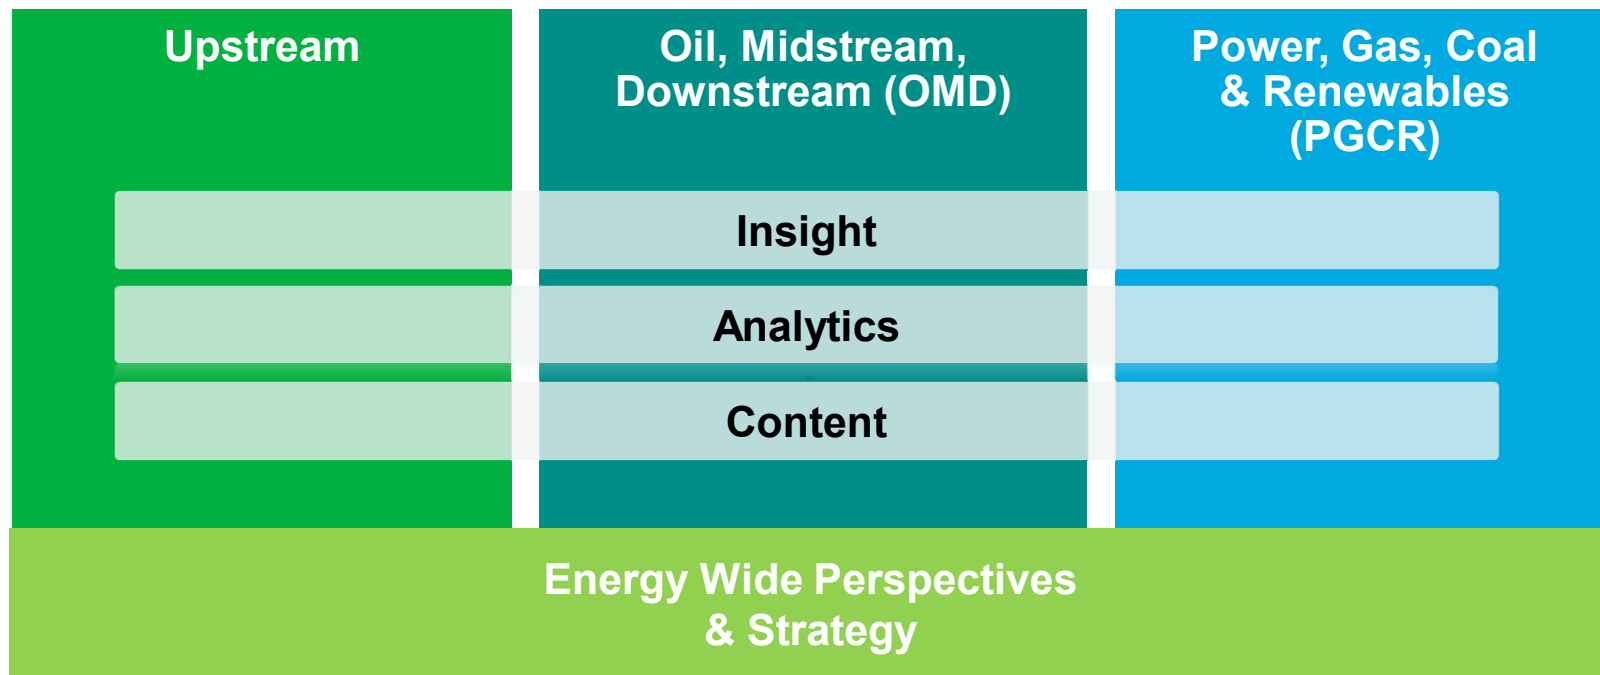 Upstream
Oil, Midstream,
Downstream (OMD)
Power, Gas, Coal
& Renewables
(PGCR)
Insight
Analytics
Content
Energy Wide Perspectives
& Strategy